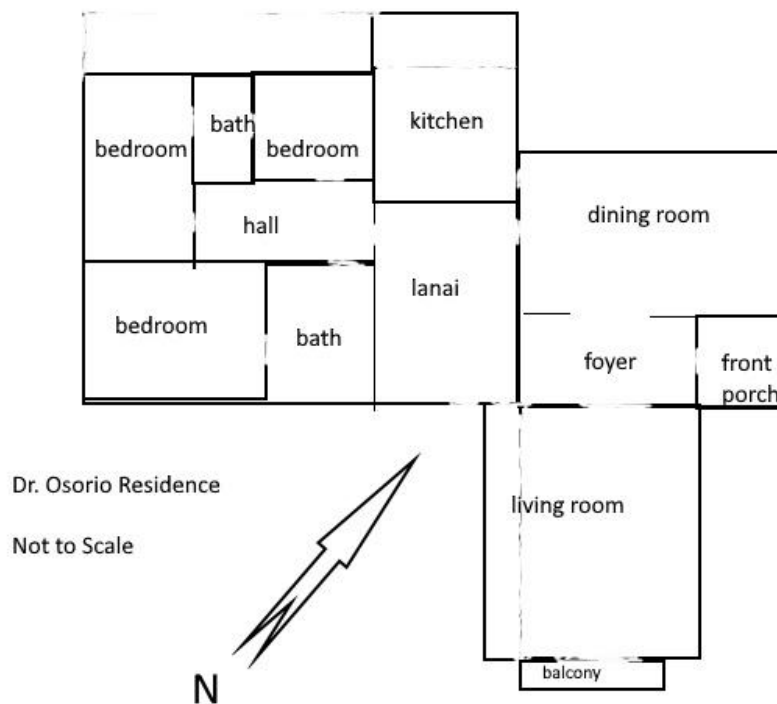 bath
bedroom
bedroom
kitchen
dining room
hall
lanai
bedroom
bath
foyer
front
porch
Dr. Osorio Residence
Not to Scale
living room
balcony
N